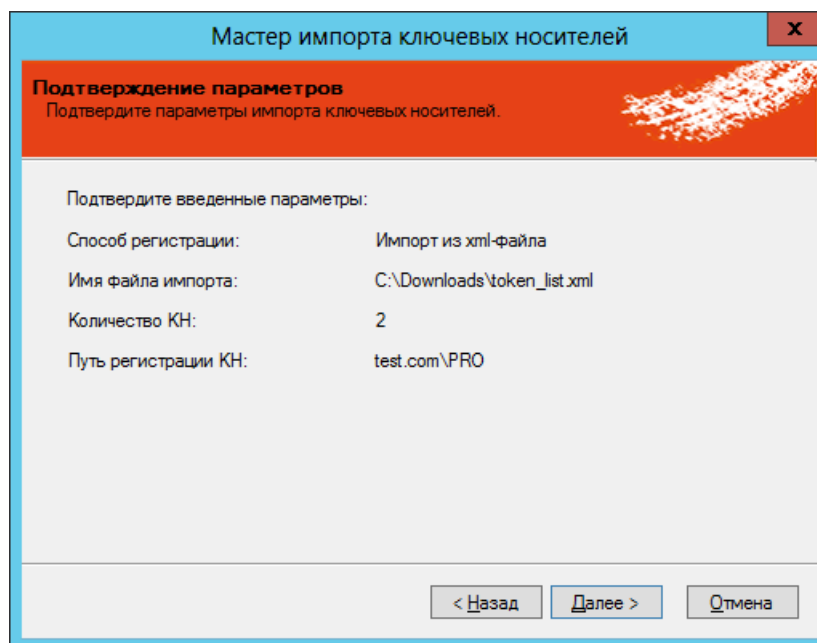 Мастер импорта ключевых носителей
x
Подтверждение параметров
Подтвердите параметры импорта ключевых носителей.
Подтвердите введенные параметры:
Способ регистрации: Импорт из xml-файла
Имя файла импорта: C:\Downloads\token_list.xml
Количество КН: 2
Путь регистрации КН: test.com\PRO
< Назад Далее > Отмена